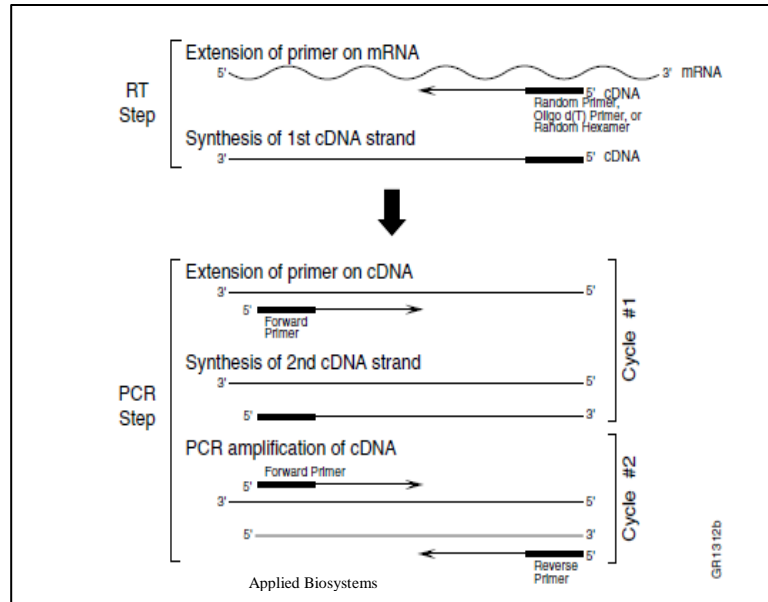 Extension of primer on mRNA
5'
3' mRNA
RT
Step
5' cDNA
Random Primer,
Oligo d(T) Primer, or
Random Hexamer
Synthesis of 1st cDNA strand
3'
5' cDNA
Extension of primer on cDNA
3'
5'
5'
Forward
Primer
Cycle #1
Synthesis of 2nd cDNA strand
3'
5'
PCR
Step
5'
3'
PCR amplification of cDNA
Forward Primer
5'
3'
5'
Cycle #2
5'
3'
5'
Reverse
Primer
Applied Biosystems
GR1312b